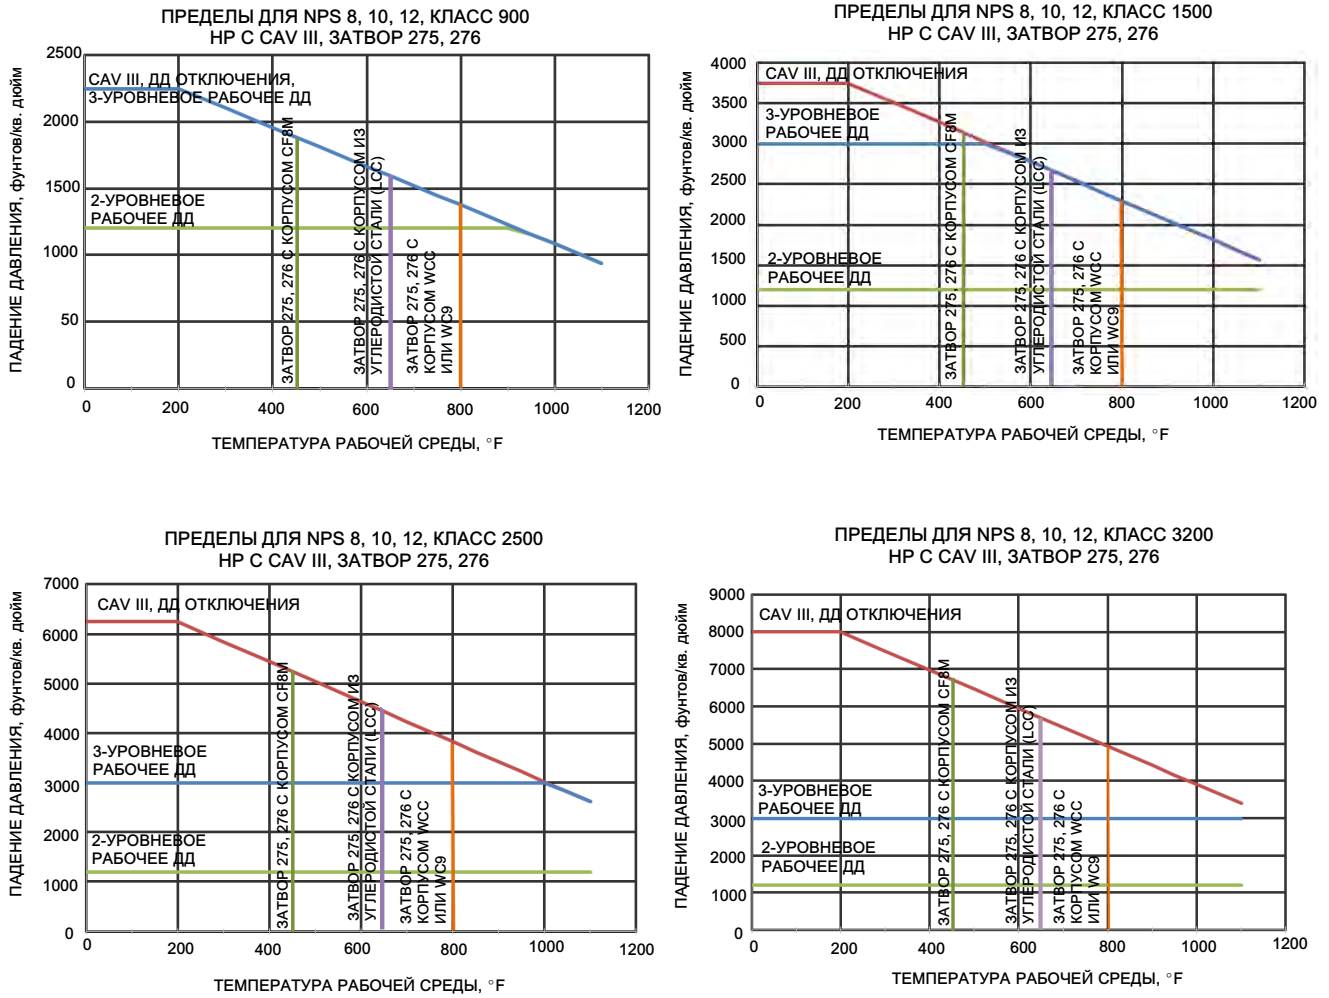 ПРЕДЕЛЫ ДЛЯ NPS 8, 10, 12, КЛАСС 900
HP С CAV III, ЗАТВОР 275, 276
ПАДЕНИЕ ДАВЛЕНИЯ, фунтов/кв. дюйм
2500
2000
1500
1000
50
0
CAV III, ДД ОТКЛЮЧЕНИЯ,
3-УРОВНЕВОЕ РАБОЧЕЕ ДД
2-УРОВНЕВОЕ
РАБОЧЕЕ ДД
ЗАТВОР 275, 276 С КОРПУСОМ CF8M
ЗАТВОР 275, 276 С КОРПУСОМ ИЗ
УГЛЕРОДИСТОЙ СТАЛИ (LCC)
ЗАТВОР 275, 276 С
КОРПУСОМ WCC
ИЛИ WC9
0 200 400 600 800 1000 1200
ТЕМПЕРАТУРА РАБОЧЕЙ СРЕДЫ, °F
ПРЕДЕЛЫ ДЛЯ NPS 8, 10, 12, КЛАСС 1500
HP С CAV III, ЗАТВОР 275, 276
ПАДЕНИЕ ДАВЛЕНИЯ, фунтов/кв. дюйм
4000
3500
3000
2500
2000
1500
1000
500
0
CAV III, ДД ОТКЛЮЧЕНИЯ
3-УРОВНЕВОЕ
РАБОЧЕЕ ДД
2-УРОВНЕВОЕ
РАБОЧЕЕ ДД
ЗАТВОР 275, 276 С КОРПУСОМ CF8M
ЗАТВОР 275, 276 С КОРПУСОМ ИЗ
УГЛЕРОДИСТОЙ СТАЛИ (LCC)
ЗАТВОР 275, 276 С
КОРПУСОМ WCC
ИЛИ WC9
0 200 400 600 800 1000 1200
ТЕМПЕРАТУРА РАБОЧЕЙ СРЕДЫ, °F
ПРЕДЕЛЫ ДЛЯ NPS 8, 10, 12, КЛАСС 2500
HP С CAV III, ЗАТВОР 275, 276
ПАДЕНИЕ ДАВЛЕНИЯ, фунтов/кв. дюйм
7000
6000
5000
4000
3000
2000
1000
0
CAV III, ДД ОТКЛЮЧЕНИЯ
3-УРОВНЕВОЕ
РАБОЧЕЕ ДД
2-УРОВНЕВОЕ
РАБОЧЕЕ ДД
ЗАТВОР 275, 276 С КОРПУСОМ CF8M
ЗАТВОР 275, 276 С КОРПУСОМ ИЗ
УГЛЕРОДИСТОЙ СТАЛИ (LCC)
ЗАТВОР 275, 276 С
КОРПУСОМ WCC
ИЛИ WC9
0 200 400 600 800 1000 1200
ТЕМПЕРАТУРА РАБОЧЕЙ СРЕДЫ, °F
ПРЕДЕЛЫ ДЛЯ NPS 8, 10, 12, КЛАСС 3200
HP С CAV III, ЗАТВОР 275, 276
ПАДЕНИЕ ДАВЛЕНИЯ, фунтов/кв. дюйм
9000
8000
7000
6000
5000
4000
3000
2000
1000
0
CAV III, ДД ОТКЛЮЧЕНИЯ
3-УРОВНЕВОЕ
РАБОЧЕЕ ДД
2-УРОВНЕВОЕ
РАБОЧЕЕ ДД
ЗАТВОР 275, 276 С КОРПУСОМ CF8M
ЗАТВОР 275, 276 С КОРПУСОМ ИЗ
УГЛЕРОДИСТОЙ СТАЛИ (LCC)
ЗАТВОР 275, 276 С
КОРПУСОМ WCC
ИЛИ WC9
0 200 400 600 800 1000 1200
ТЕМПЕРАТУРА РАБОЧЕЙ СРЕДЫ, °F